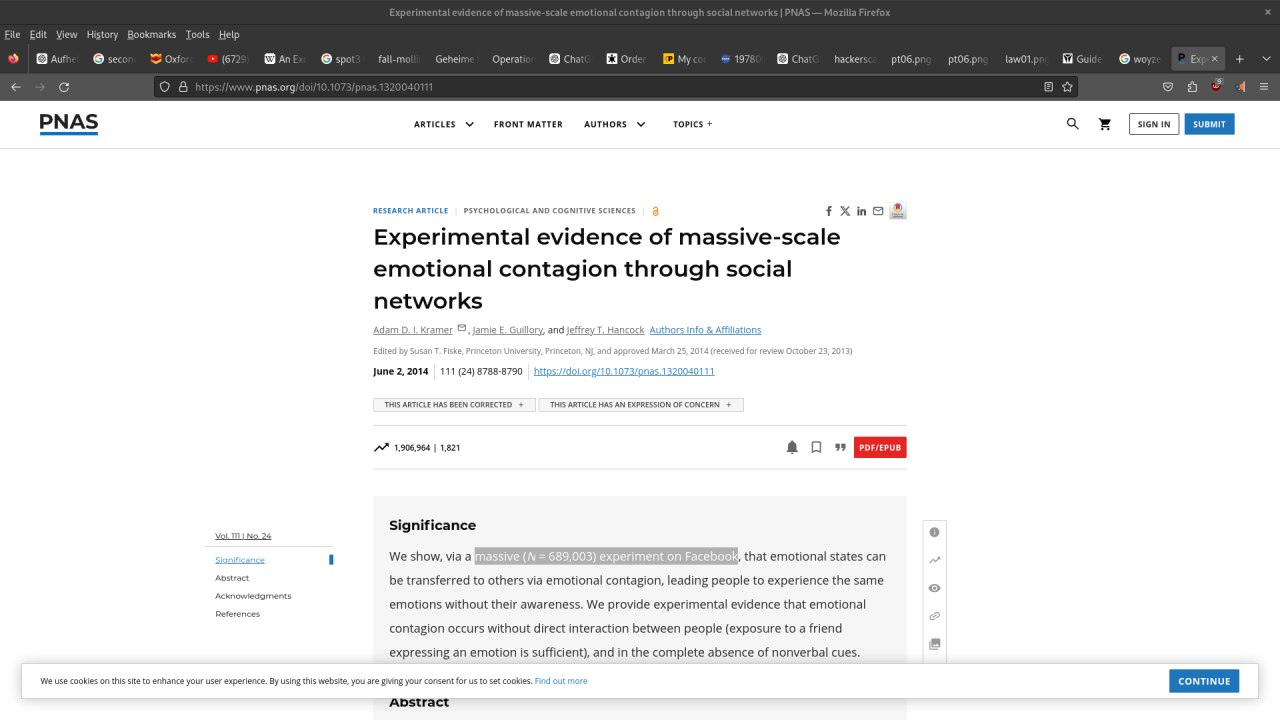 Experimental evidence of massive-scale emotional contagion through social networks | PNAS — Mozilla Firefox
File Edit View History Bookmarks Tools Help
Aufhe secon Oxfor (6729) An Ex spot3 fall-molli Geheime Operation ChatG Orde My co 19780 ChatG hackersca pt06.png pt06.png law01.png Guide woyze Expe
https://www.pnas.org/doi/10.1073/pnas.1320040111
PNAS
ARTICLES FRONT MATTER AUTHORS TOPICS +
SIGN IN SUBMIT
RESEARCH ARTICLE | PSYCHOLOGICAL AND COGNITIVE SCIENCES |
Experimental evidence of massive-scale
emotional contagion through social
networks
Adam D. I. Kramer , Jamie E. Guillory, and Jeffrey T. Hancock Authors Info & Affiliations
Edited by Susan T. Fiske, Princeton University, Princeton, NJ, and approved March 25, 2014 (received for review October 23, 2013)
June 2, 2014 | 111 (24) 8788-8790 | https://doi.org/10.1073/pnas.1320040111
THIS ARTICLE HAS BEEN CORRECTED + THIS ARTICLE HAS AN EXPRESSION OF CONCERN +
1,906,964 | 1,821
PDF/EPUB
Vol. 111 | No. 24
Significance
Abstract
Acknowledgments
References
Significance
We show, via a massive (N = 689,003) experiment on Facebook, that emotional states can
be transferred to others via emotional contagion, leading people to experience the same
emotions without their awareness. We provide experimental evidence that emotional
contagion occurs without direct interaction between people (exposure to a friend
expressing an emotion is sufficient), and in the complete absence of nonverbal cues.
We use cookies on this site to enhance your user experience. By using this website, you are giving your consent for us to set cookies. Find out more
CONTINUE
Abstract